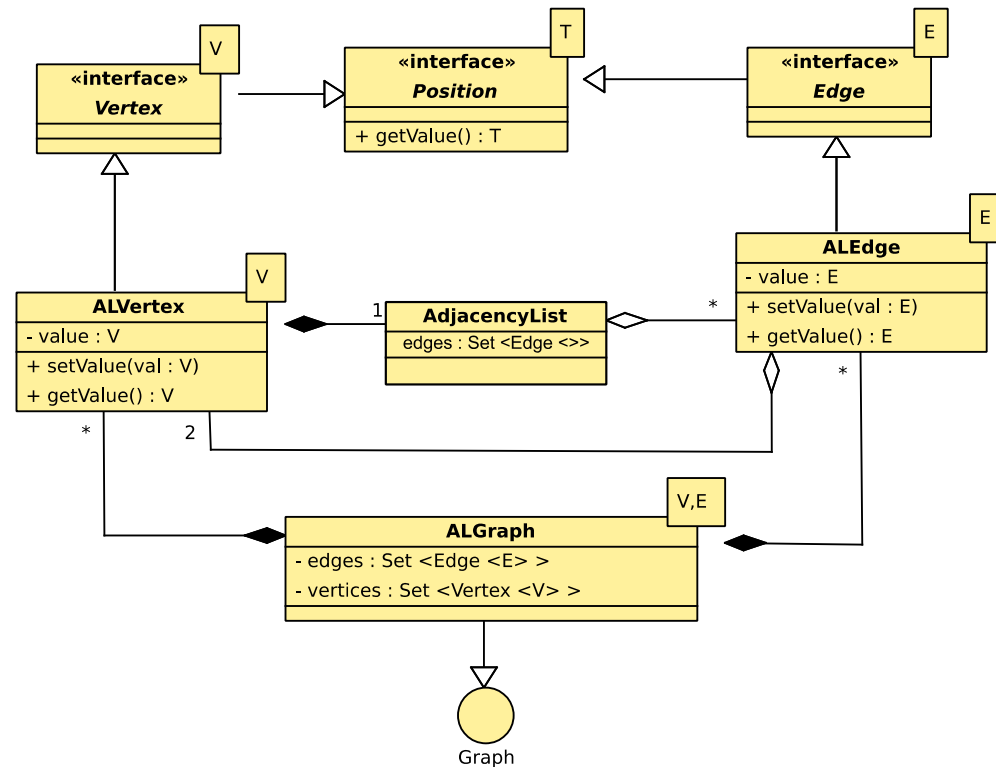 V
«interface»
Vertex
T
«interface»
Position
+ getValue() : T
E
«interface»
Edge
V
ALVertex
- value : V
+ setValue(val : V)
+ getValue() : V
1
AdjacencyList
edges : Set <Edge <>>
*
E
ALEdge
- value : E
+ setValue(val : E)
+ getValue() : E
*
2
*
V,E
ALGraph
- edges : Set <Edge <E> >
- vertices : Set <Vertex <V> >
Graph